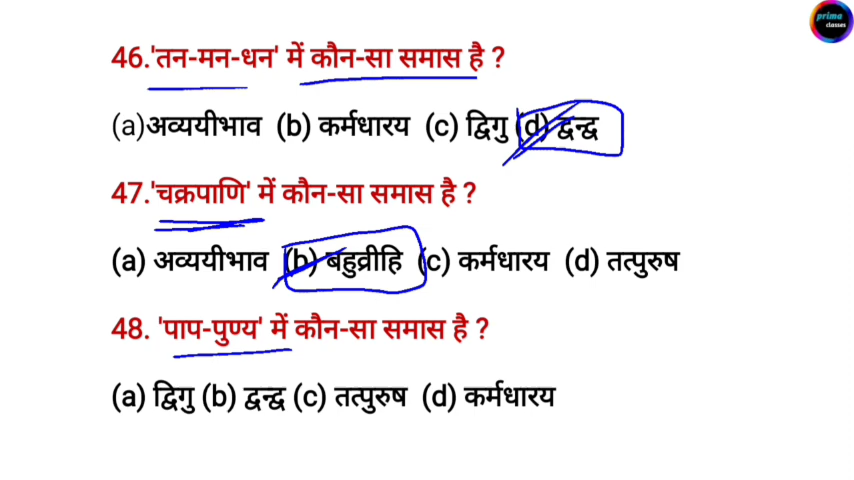 prime
classes
46.'तन-मन-धन' में कौन-सा समास है ?
(a)अव्ययीभाव (b) कर्मधारय (c) द्विगु (d) द्वन्द्व
47.'चक्रपाणि' में कौन-सा समास है ?
(a) अव्ययीभाव (b) बहुव्रीहि (c) कर्मधारय (d) तत्पुरुष
48. 'पाप-पुण्य' में कौन-सा समास है ?
(a) द्विगु (b) द्वन्द्व (c) तत्पुरुष (d) कर्मधारय